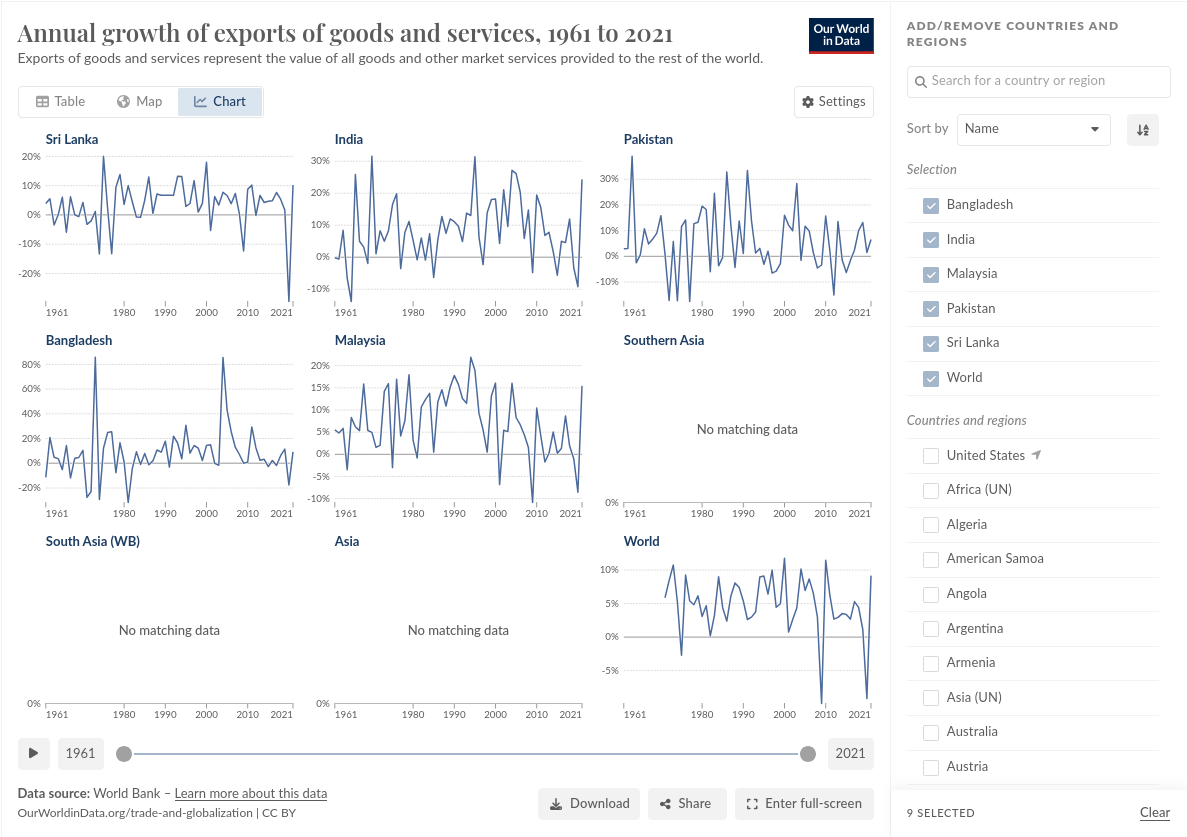 Annual growth of exports of goods and services, 1961 to 2021
Exports of goods and services represent the value of all goods and other market services provided to the rest of the world.
Our World
in Data
Table
Map
Chart
Settings
Sri Lanka
20%
10%
0%
-10%
-20%
1961
1980
1990
2000
2010
2021
India
30%
20%
10%
0%
-10%
1961
1980
1990
2000
2010
2021
Pakistan
30%
20%
10%
0%
-10%
1961
1980
1990
2000
2010
2021
Bangladesh
80%
60%
40%
20%
0%
-20%
1961
1980
1990
2000
2010
2021
Malaysia
20%
15%
10%
5%
0%
-5%
-10%
1961
1980
1990
2000
2010
2021
Southern Asia
No matching data
0%
1961
1980
1990
2000
2010
2021
South Asia (WB)
No matching data
0%
1961
1980
1990
2000
2010
2021
Asia
No matching data
0%
1961
1980
1990
2000
2010
2021
World
10%
5%
0%
-5%
1961
1980
1990
2000
2010
2021
1961
2021
Data source: World Bank – Learn more about this data
OurWorldinData.org/trade-and-globalization | CC BY
Download
Share
Enter full-screen
ADD/REMOVE COUNTRIES AND
REGIONS
Search for a country or region
Sort by
Name
Selection
Bangladesh
India
Malaysia
Pakistan
Sri Lanka
World
Countries and regions
United States
Africa (UN)
Algeria
American Samoa
Angola
Argentina
Armenia
Asia (UN)
Australia
Austria
9 SELECTED
Clear